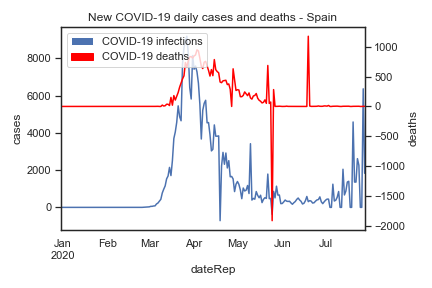 New COVID-19 daily cases and deaths - Spain
COVID-19 infections
COVID-19 deaths
8000
6000
4000
2000
0
cases
1000
500
0
−500
−1000
−1500
−2000
deaths
Jan Feb Mar Apr May Jun Jul
2020
dateRep